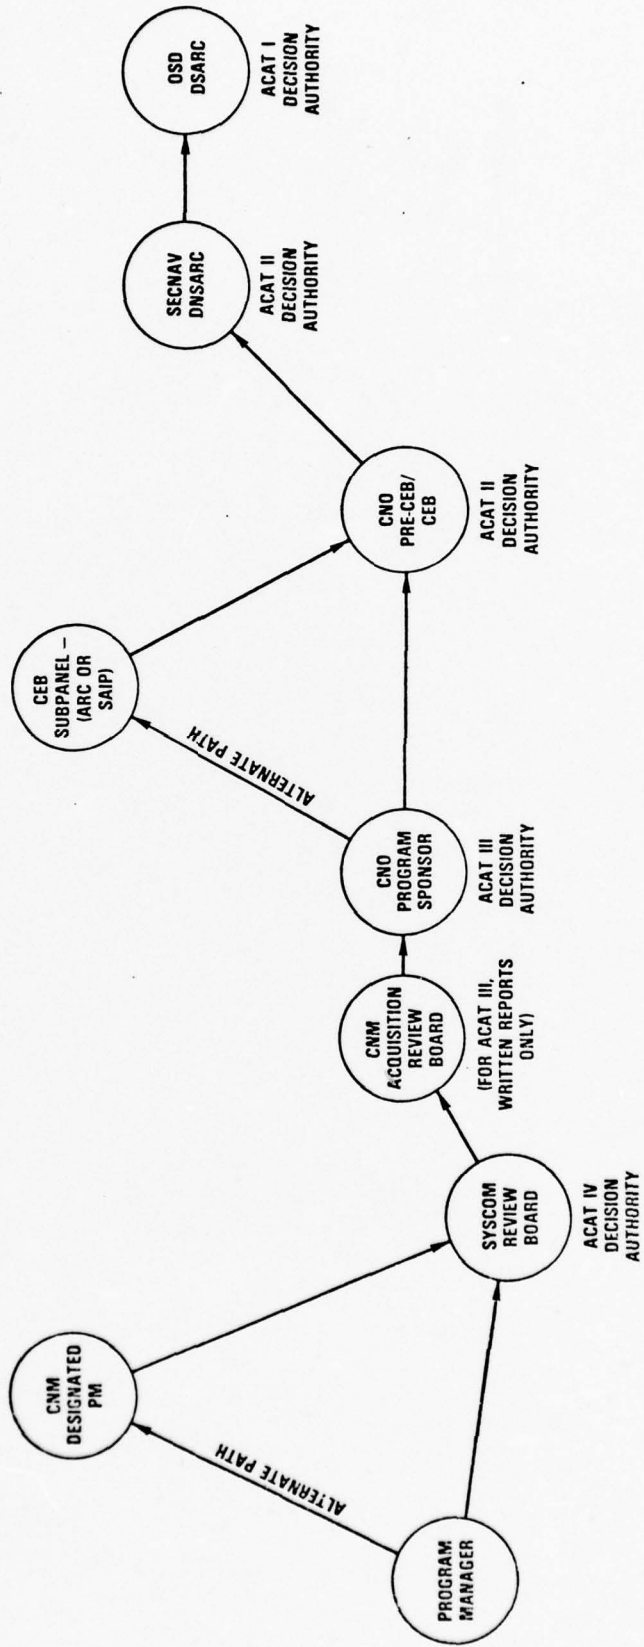 PROGRAM
MANAGER
ALTERNATE PATH
CNM
DESIGNATED
PM
SYSCOM
REVIEW
BOARD
ACAT IV
DECISION
AUTHORITY
CNM
ACQUISITION
REVIEW
BOARD
(FOR ACAT III,
WRITTEN REPORTS
ONLY)
CNO
PROGRAM
SPONSOR
ACAT III
DECISION
AUTHORITY
ALTERNATE PATH
CEB
SUBPANEL –
(ARC OR
SAIP)
CNO
PRE-CEB/
CEB
ACAT II
DECISION
AUTHORITY
SECNAV
DNSARC
ACAT II
DECISION
AUTHORITY
OSD
DSARC
ACAT I
DECISION
AUTHORITY